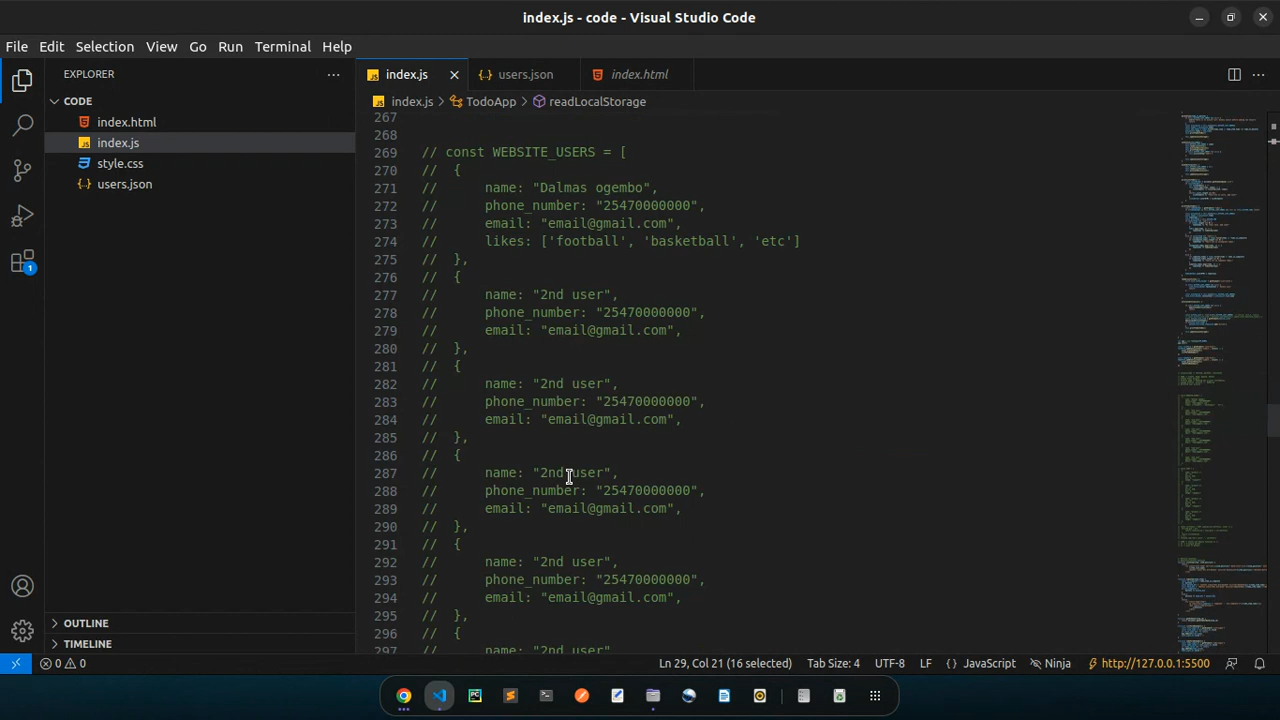 index.js - code - Visual Studio Code
File Edit Selection View Go Run Terminal Help
EXPLORER
CODE
index.html
index.js
style.css
users.json
OUTLINE
TIMELINE
1
index.js users.json index.html
index.js > TodoApp > readLocalStorage
267
268
269 // const WEBSITE_USERS = [
270 // {
271 // name: "Dalmas ogembo",
272 // phone_number: "25470000000",
273 // email: "email@gmail.com",
274 // likes: ['football', 'basketball', 'etc']
275 // },
276 // {
277 // name: "2nd user",
278 // phone_number: "25470000000",
279 // email: "email@gmail.com",
280 // },
281 // {
282 // name: "2nd user",
283 // phone_number: "25470000000",
284 // email: "email@gmail.com",
285 // },
286 // {
287 // name: "2nd user",
288 // phone_number: "25470000000",
289 // email: "email@gmail.com",
290 // },
291 // {
292 // name: "2nd user",
293 // phone_number: "25470000000",
294 // email: "email@gmail.com",
295 // },
296 // {
297 // name: "2nd user"
0 0 Ln 29, Col 21 (16 selected) Tab Size: 4 UTF-8 LF {} JavaScript Ninja http://127.0.0.1:5500